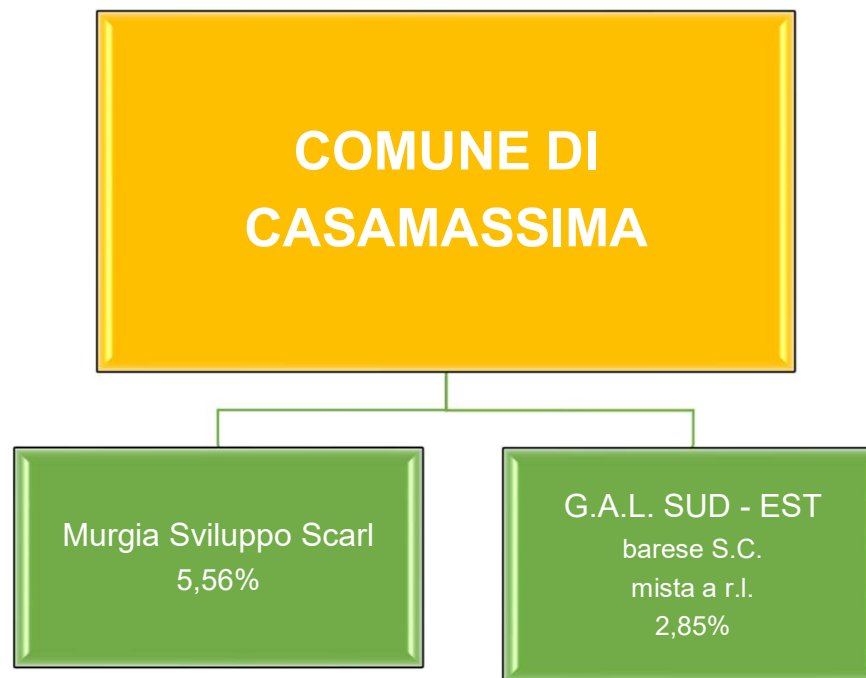 COMUNE DI
CASAMASSIMA
Murgia Sviluppo Scarl
5,56%
G.A.L. SUD - EST
barese S.C.
mista a r.l.
2,85%